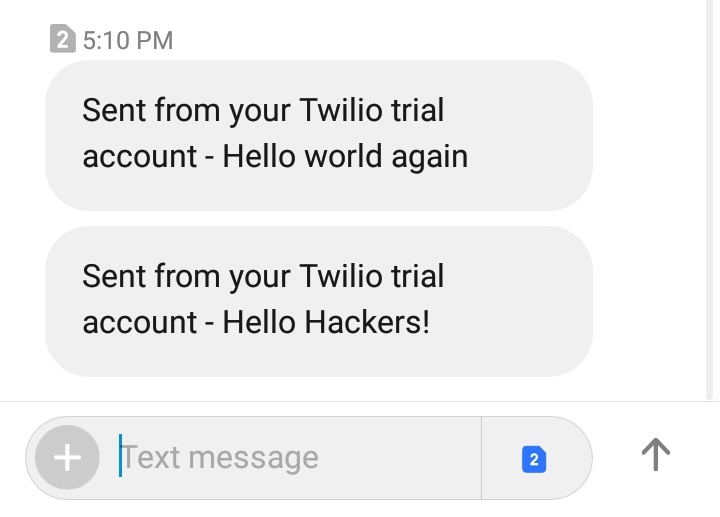 2 5:10 PM
Sent from your Twilio trial
account - Hello world again
Sent from your Twilio trial
account - Hello Hackers!
Text message 2